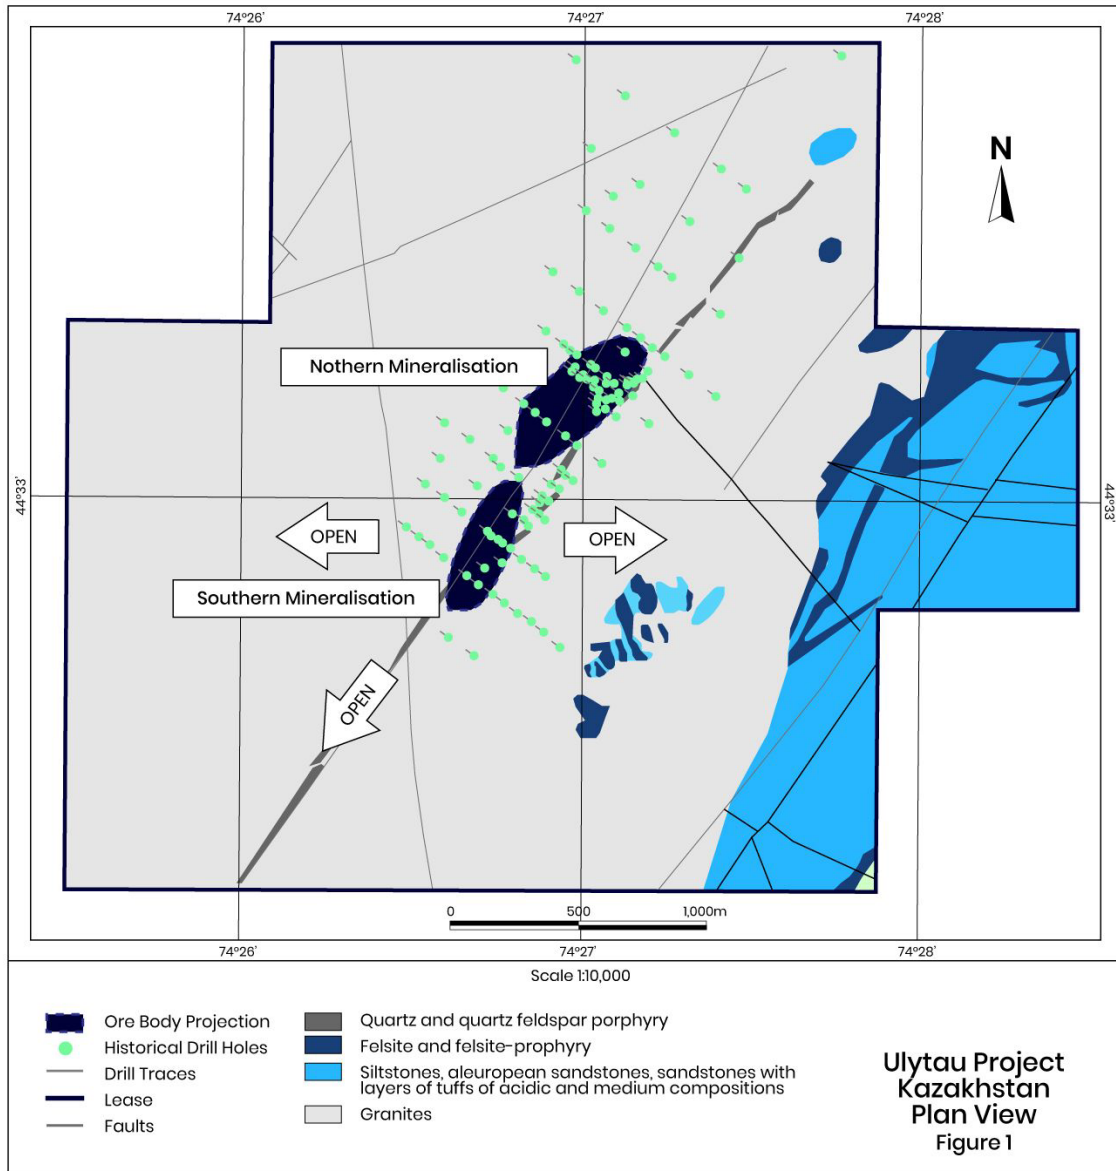 74°26'
74°27'
74°28'
N
Nothern Mineralisation
44°33'
44°33'
OPEN
OPEN
Southern Mineralisation
OPEN
0
500
1,000m
74°26'
74°27'
74°28'
Scale 1:10,000
Ore Body Projection
Historical Drill Holes
Drill Traces
Lease
Faults
Quartz and quartz feldspar porphyry
Felsite and felsite-prophyry
Siltstones, aleuropean sandstones, sandstones with
layers of tuffs of acidic and medium compositions
Granites
Ulytau Project
Kazakhstan
Plan View
Figure 1